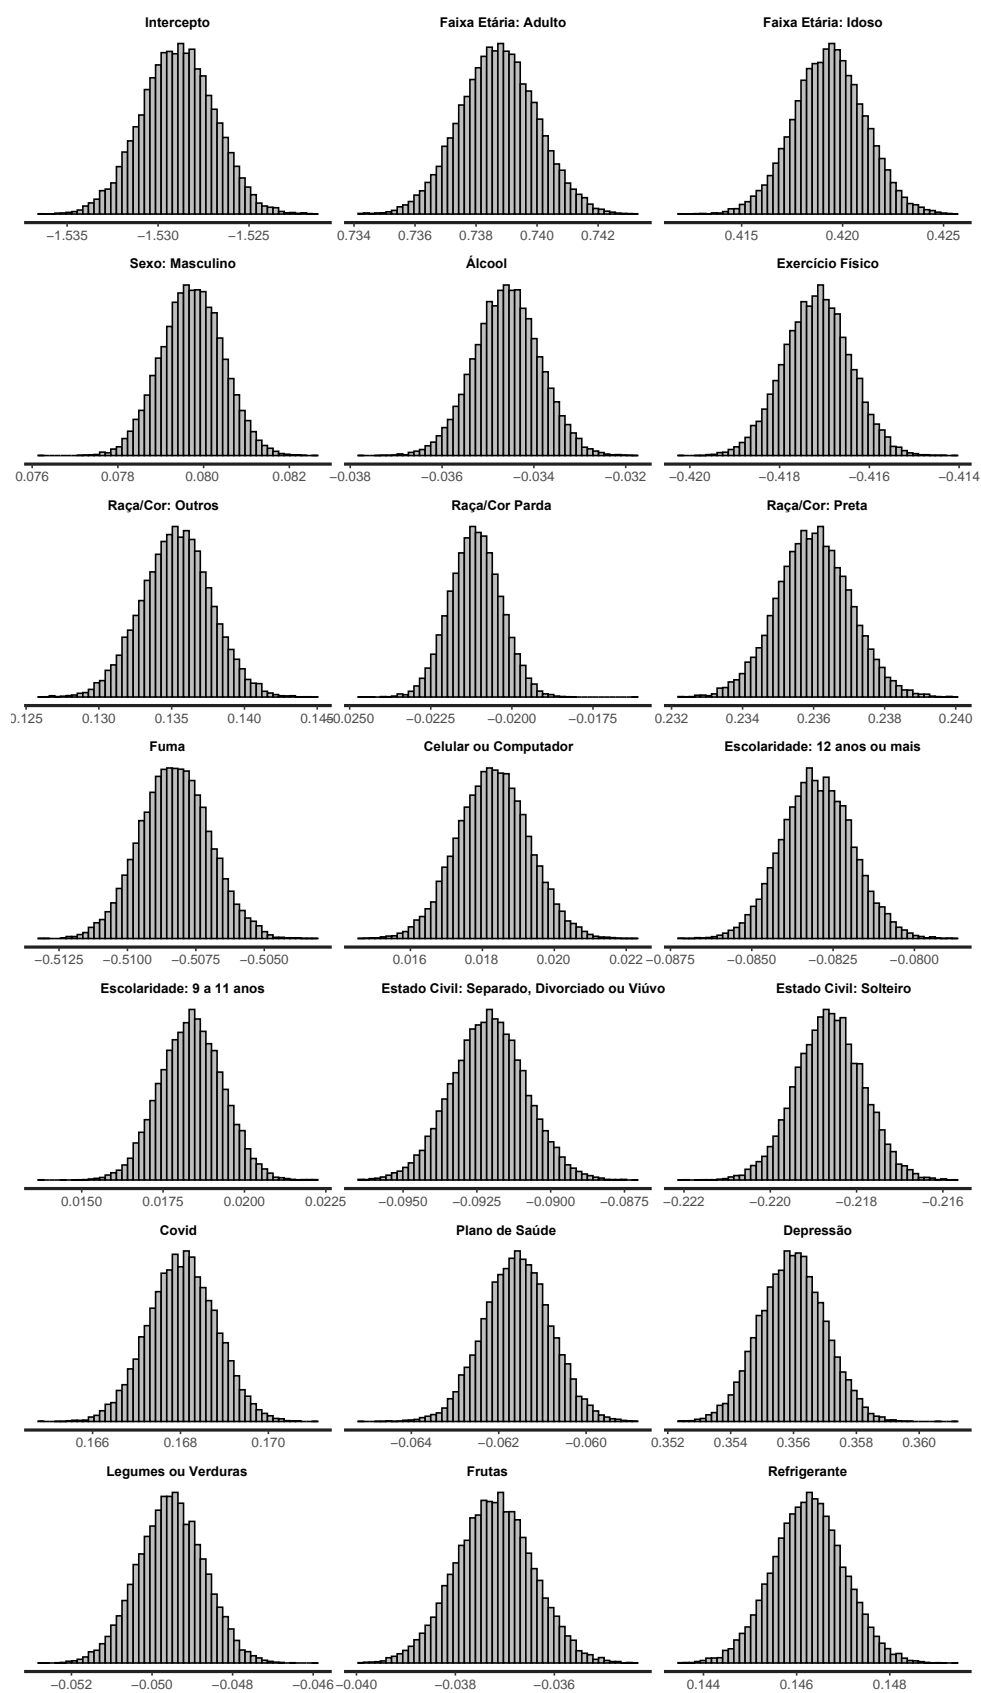 Intercepto Faixa Etária: Adulto Faixa Etária: Idoso
−1.535 −1.530 −1.525 0.734 0.736 0.738 0.740 0.742 0.415 0.420 0.425
Sexo: Masculino Álcool Exercício Físico
0.076 0.078 0.080 0.082 −0.038 −0.036 −0.034 −0.032 −0.420 −0.418 −0.416 −0.414
Raça/Cor: Outros Raça/Cor Parda Raça/Cor: Preta
0.125 0.130 0.135 0.140 0.145 −0.0250 −0.0225 −0.0200 −0.0175 0.232 0.234 0.236 0.238 0.240
Fuma Celular ou Computador Escolaridade: 12 anos ou mais
−0.5125 −0.5100 −0.5075 −0.5050 0.016 0.018 0.020 0.022 −0.0875 −0.0850 −0.0825 −0.0800
Escolaridade: 9 a 11 anos Estado Civil: Separado, Divorciado ou Viúvo Estado Civil: Solteiro
0.0150 0.0175 0.0200 0.0225 −0.0950 −0.0925 −0.0900 −0.0875 −0.222 −0.220 −0.218 −0.216
Covid Plano de Saúde Depressão
0.166 0.168 0.170 −0.064 −0.062 −0.060 0.352 0.354 0.356 0.358 0.360
Legumes ou Verduras Frutas Refrigerante
−0.052 −0.050 −0.048 −0.046 −0.040 −0.038 −0.036 0.144 0.146 0.148